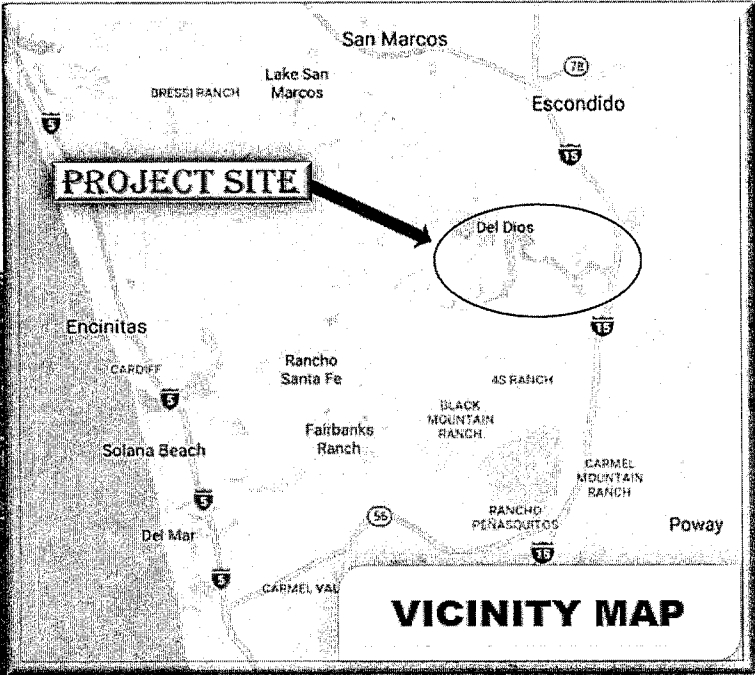 San Marcos
78
Lake San
Marcos
BRESSI RANCH
Escondido
5
15
PROJECT SITE
Del Dios
Encinitas
15
Rancho
Santa Fe
CARDIFF
4S RANCH
5
BLACK
MOUNTAIN
RANCH
Fairbanks
Ranch
Solana Beach
CARMEL
MOUNTAIN
RANCH
5
56
RANCHO
PEÑASQUITOS
Poway
Del Mar
15
5
CARMEL VAL
VICINITY MAP